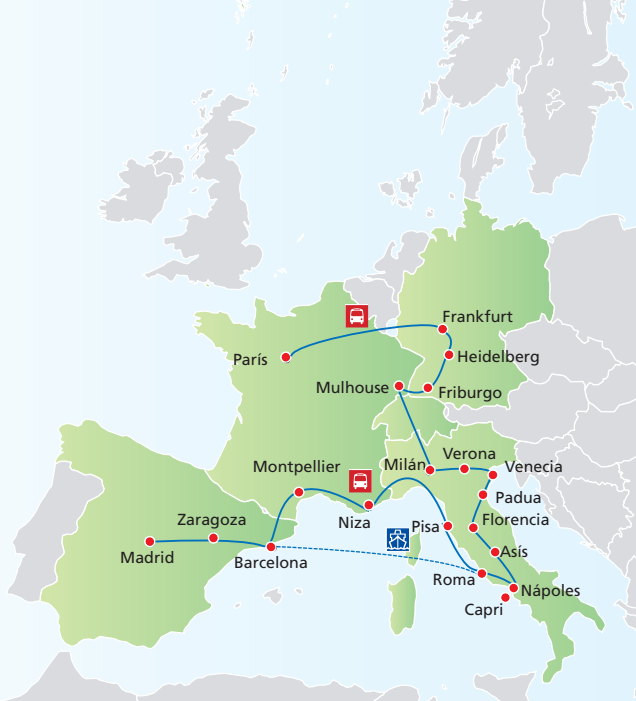 Frankfurt
París
Heidelberg
Mulhouse
Friburgo
Verona
Milán
Venecia
Montpellier
Padua
Zaragoza
Niza
Pisa
Florencia
Madrid
Barcelona
Asís
Roma
Nápoles
Capri